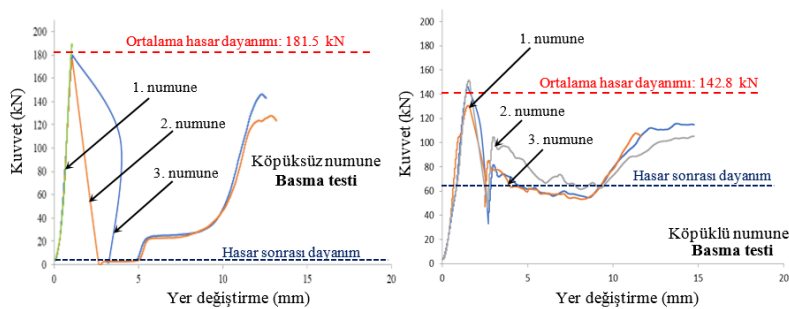 Kuvvet (kN)
200
180
160
140
120
100
80
60
40
20
0
0
5
10
15
20
Yer değiştirme (mm)
Ortalama hasar dayanımı: 181.5 kN
1. numune
2. numune
3. numune
Köpüksüz numune
Basma testi
Hasar sonrası dayanım
Kuvvet (kN)
200
180
160
140
120
100
80
60
40
20
0
0
5
10
15
20
Yer değiştirme (mm)
1. numune
Ortalama hasar dayanımı: 142.8 kN
2. numune
3. numune
Hasar sonrası dayanım
Köpüklü numune
Basma testi